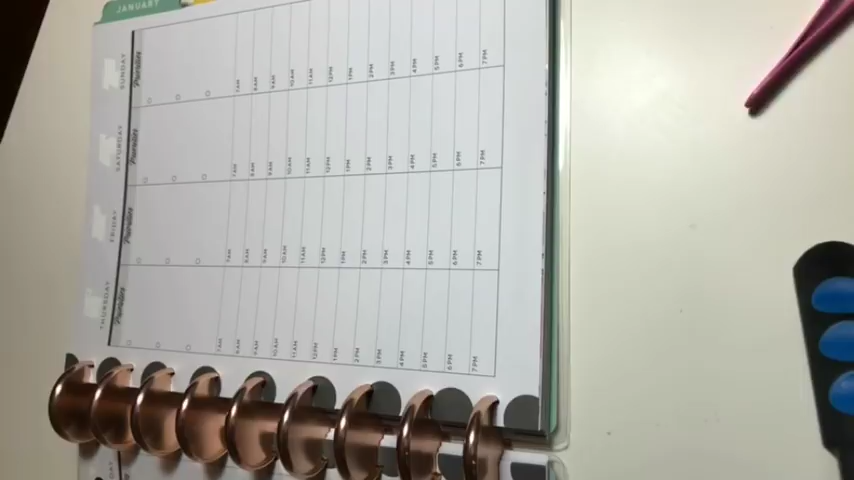 JANUARY
THURSDAY
FRIDAY
SATURDAY
SUNDAY
Priorities
Priorities
Priorities
Priorities
7AM
8AM
9AM
10AM
11AM
12PM
1PM
2PM
3PM
4PM
5PM
6PM
7PM
7AM
8AM
9AM
10AM
11AM
12PM
1PM
2PM
3PM
4PM
5PM
6PM
7PM
7AM
8AM
9AM
10AM
11AM
12PM
1PM
2PM
3PM
4PM
5PM
6PM
7PM
7AM
8AM
9AM
10AM
11AM
12PM
1PM
2PM
3PM
4PM
5PM
6PM
7PM